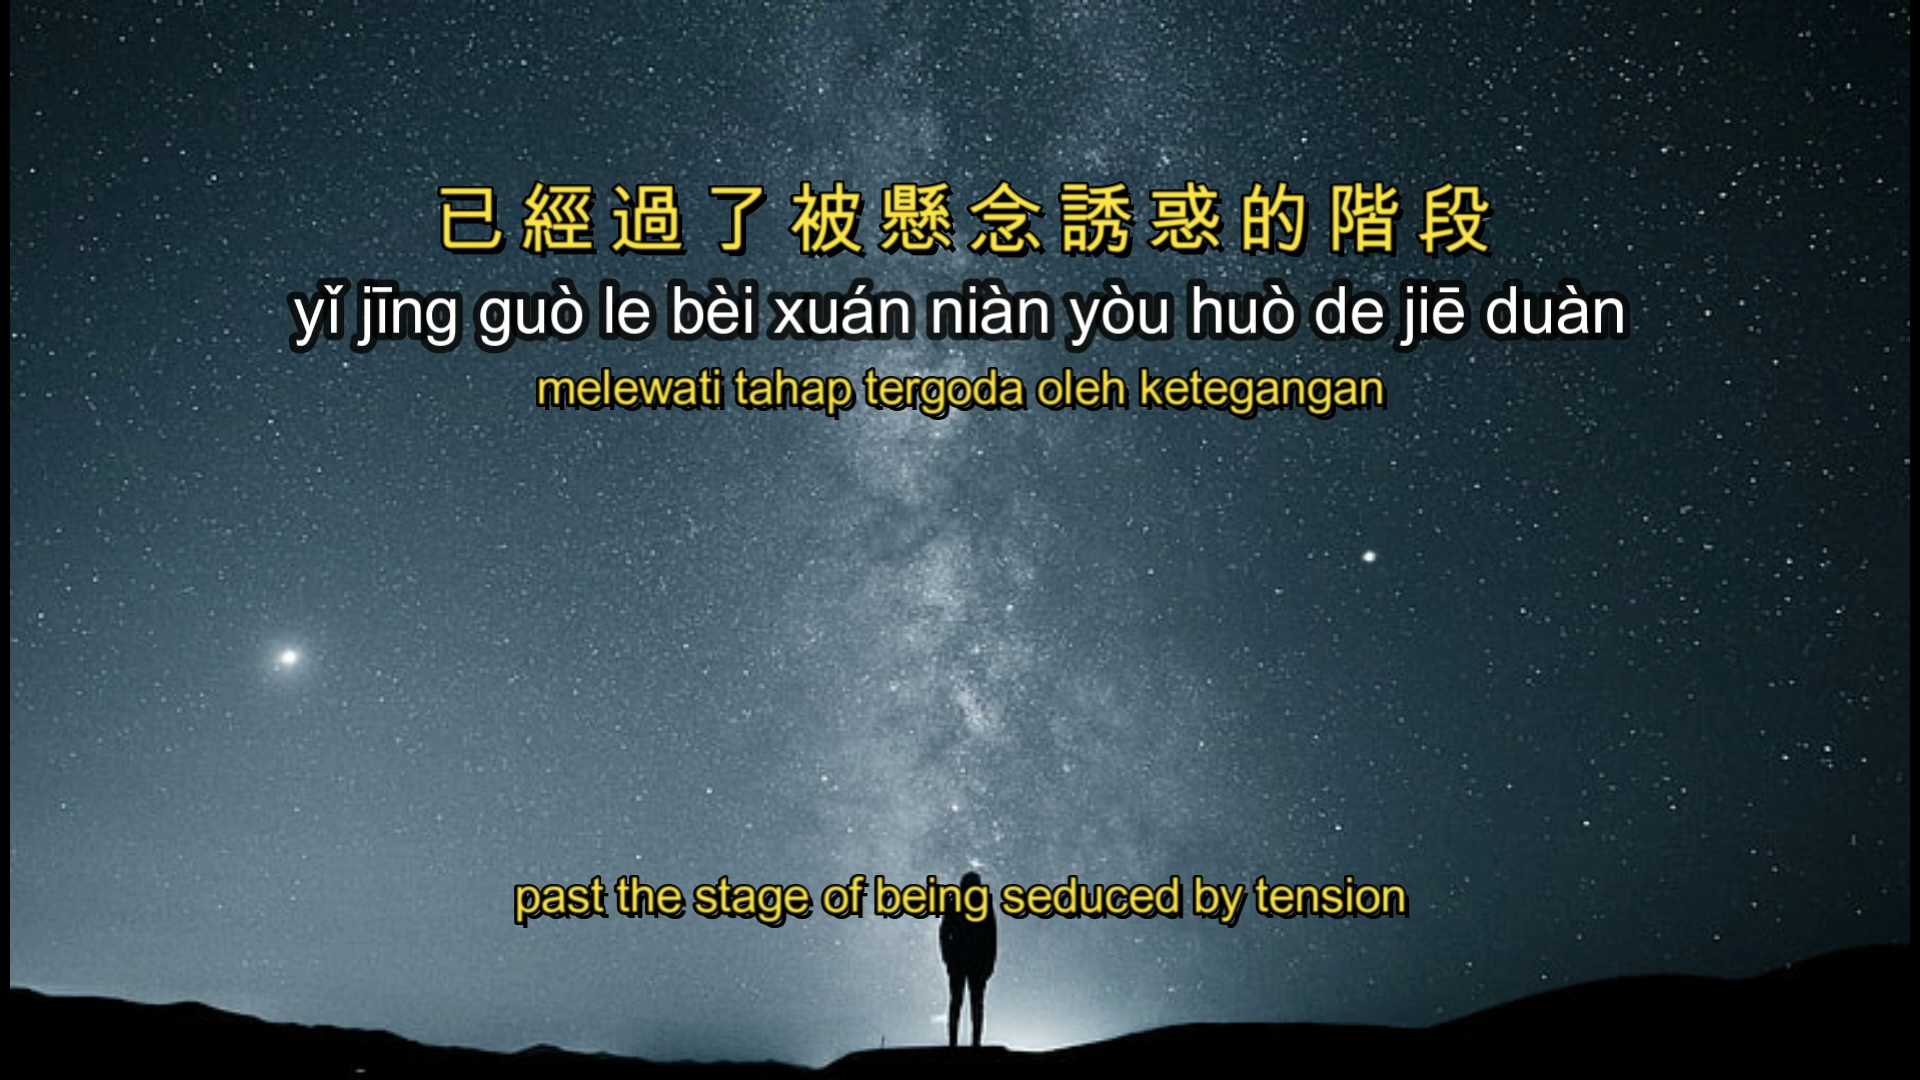 已經過了被懸念誘惑的階段
yǐ jīng guò le bèi xuán niàn yòu huò de jiē duàn
melewati tahap tergoda oleh ketegangan
past the stage of being seduced by tension